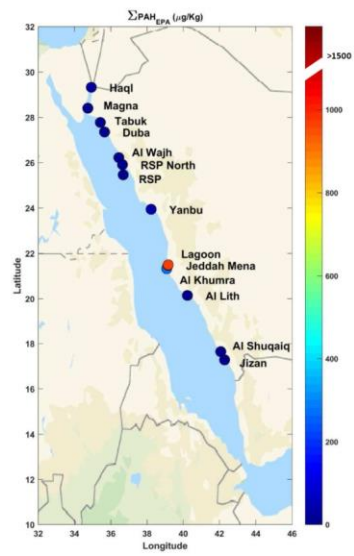 ΣPAH_EPA (μg/Kg)
32
30
28
26
24
22
20
18
16
14
12
10
Latitude
Haql
Magna
Tabuk
Duba
Al Wajh
RSP North
RSP
Yanbu
Lagoon
Jeddah Mena
Al Khumra
Al Lith
Al Shuqaiq
Jizan
32 34 36 38 40 42 44 46
Longitude
>1500
1000
800
600
400
200
0